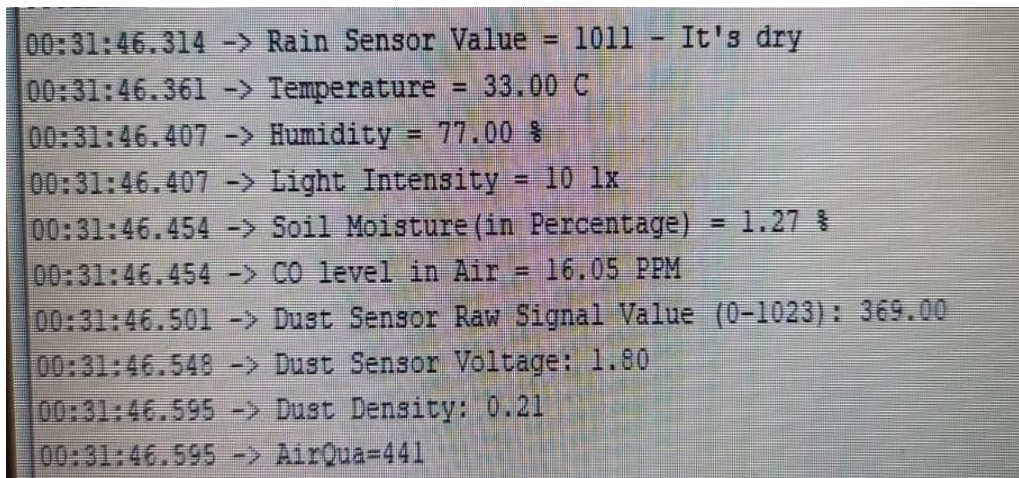 00:31:46.314 -> Rain Sensor Value = 1011 - It's dry
00:31:46.361 -> Temperature = 33.00 C
00:31:46.407 -> Humidity = 77.00 %
00:31:46.407 -> Light Intensity = 10 lx
00:31:46.454 -> Soil Moisture(in Percentage) = 1.27 %
00:31:46.454 -> CO level in Air = 16.05 PPM
00:31:46.501 -> Dust Sensor Raw Signal Value (0-1023): 369.00
00:31:46.548 -> Dust Sensor Voltage: 1.80
00:31:46.595 -> Dust Density: 0.21
00:31:46.595 -> AirQua=441